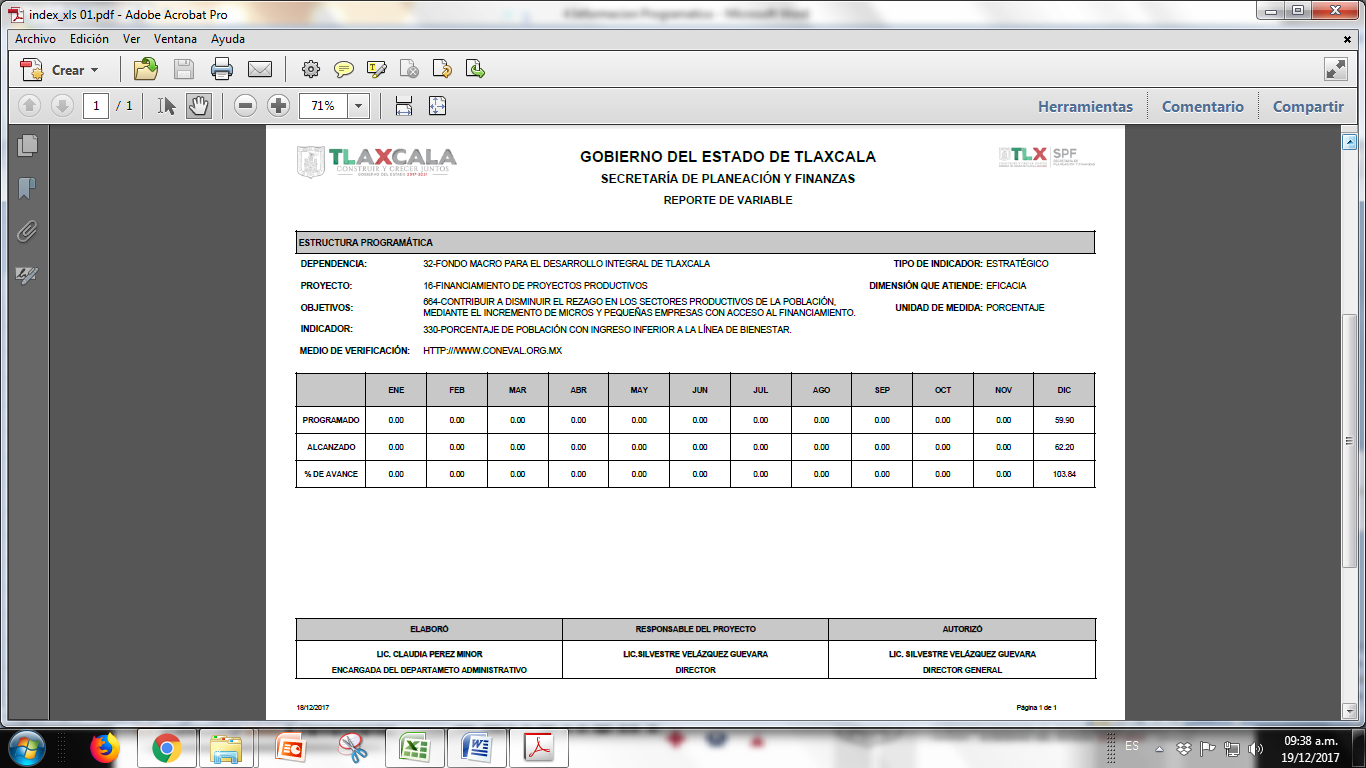 index_xls 01.pdf - Adobe Acrobat Pro
Archivo Edición Ver Ventana Ayuda
Crear
1 / 1 71% Herramientas Comentario Compartir
TLAXCALA
CONSTRUIR Y CRECER JUNTOS
GOBIERNO DEL ESTADO 2017-2021
GOBIERNO DEL ESTADO DE TLAXCALA
SECRETARÍA DE PLANEACIÓN Y FINANZAS
REPORTE DE VARIABLE
TLX SPF
ESTRUCTURA PROGRAMÁTICA
DEPENDENCIA: 32-FONDO MACRO PARA EL DESARROLLO INTEGRAL DE TLAXCALA TIPO DE INDICADOR: ESTRATÉGICO
PROYECTO: 16-FINANCIAMIENTO DE PROYECTOS PRODUCTIVOS DIMENSIÓN QUE ATIENDE: EFICACIA
OBJETIVOS: 664-CONTRIBUIR A DISMINUIR EL REZAGO EN LOS SECTORES PRODUCTIVOS DE LA POBLACIÓN,
MEDIANTE EL INCREMENTO DE MICROS Y PEQUEÑAS EMPRESAS CON ACCESO AL FINANCIAMIENTO. UNIDAD DE MEDIDA: PORCENTAJE
INDICADOR: 330-PORCENTAJE DE POBLACIÓN CON INGRESO INFERIOR A LA LÍNEA DE BIENESTAR.
MEDIO DE VERIFICACIÓN: HTTP:///WWW.CONEVAL.ORG.MX
ENE FEB MAR ABR MAY JUN JUL AGO SEP OCT NOV DIC
PROGRAMADO 0.00 0.00 0.00 0.00 0.00 0.00 0.00 0.00 0.00 0.00 0.00 59.90
ALCANZADO 0.00 0.00 0.00 0.00 0.00 0.00 0.00 0.00 0.00 0.00 0.00 62.20
% DE AVANCE 0.00 0.00 0.00 0.00 0.00 0.00 0.00 0.00 0.00 0.00 0.00 103.84
ELABORÓ RESPONSABLE DEL PROYECTO AUTORIZÓ
LIC. CLAUDIA PEREZ MINOR LIC.SILVESTRE VELÁZQUEZ GUEVARA LIC. SILVESTRE VELÁZQUEZ GUEVARA
ENCARGADA DEL DEPARTAMETO ADMINISTRATIVO DIRECTOR DIRECTOR GENERAL
18/12/2017 Página 1 de 1
ES 09:38 a.m.
19/12/2017